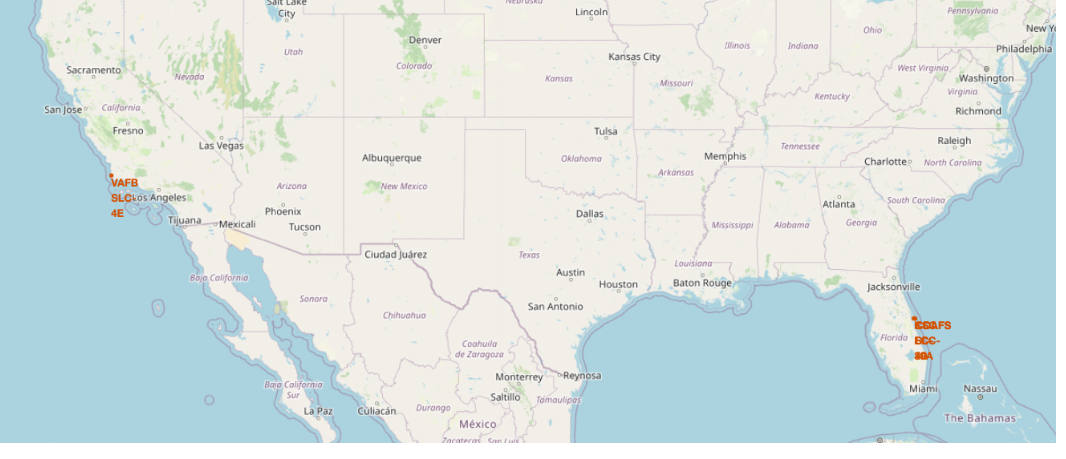 Salt Lake
City
Nebraska
Lincoln
Pennsylvania
Ohio
New Yo
Denver
Illinois
Indiana
Philadelphia
Utah
Kansas City
Sacramento
Colorado
West Virginia
Nevada
Kansas
Missouri
Washington
Virginia
San Jose
California
Kentucky
Richmond
Fresno
Tulsa
Las Vegas
Raleigh
Tennessee
Albuquerque
Oklahoma
Memphis
Charlotte
North Carolina
Arkansas
VAFB
SLC-
4E
Los Angeles
Arizona
New Mexico
South Carolina
Atlanta
Phoenix
Dallas
Tijuana
Mexicali
Tucson
Mississippi
Alabama
Georgia
Ciudad Juárez
Texas
Louisiana
Baja California
Austin
Houston
Baton Rouge
Jacksonville
Sonora
San Antonio
Chihuahua
Florida
Coahuila
de Zaragoza
Monterrey
Reynosa
Baja California
Sur
Saltillo
Tamaulipas
Miami
Nassau
La Paz
Culiacán
Durango
México
The Bahamas
Zacatecas
San Luis